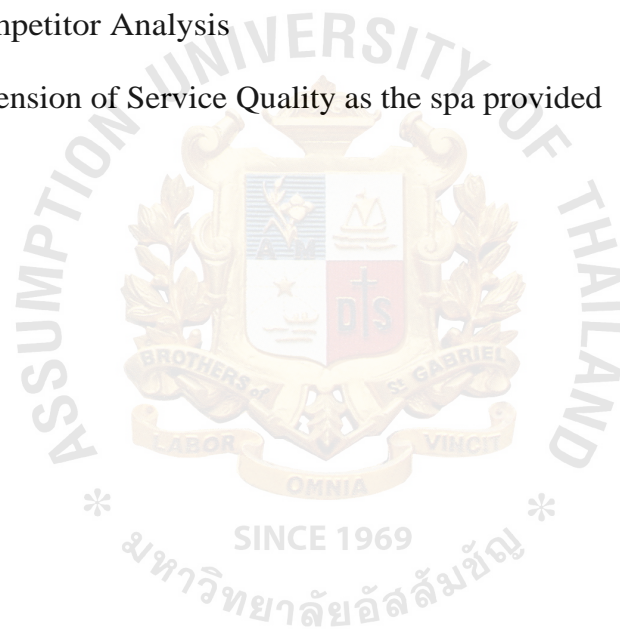 mpetitor Analysis
ension of Service Quality as the spa provided
ASSUMPTION UNIVERSITY OF THAILAND
A-M
D S
BROTHERS of St GABRIEL
LABOR OMNIA VINCIT
* SINCE 1969 *
มหาวิทยาลัยอัสสัมชัญ